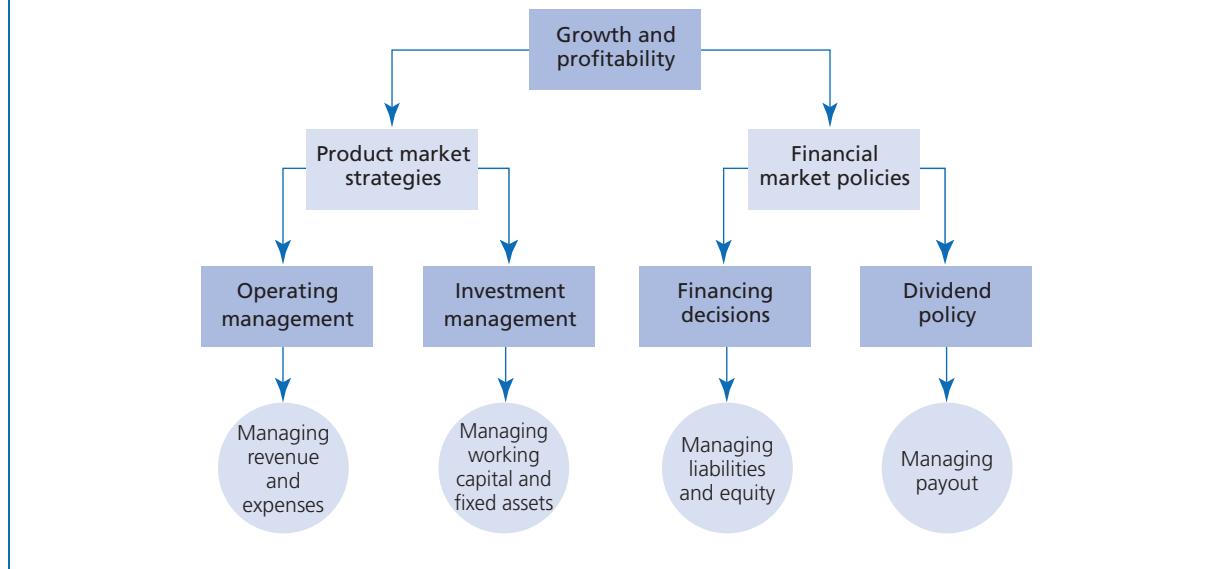 Growth and
profitability
Product market
strategies
Financial
market policies
Operating
management
Investment
management
Financing
decisions
Dividend
policy
Managing
revenue
and
expenses
Managing
working
capital and
fixed assets
Managing
liabilities
and equity
Managing
payout